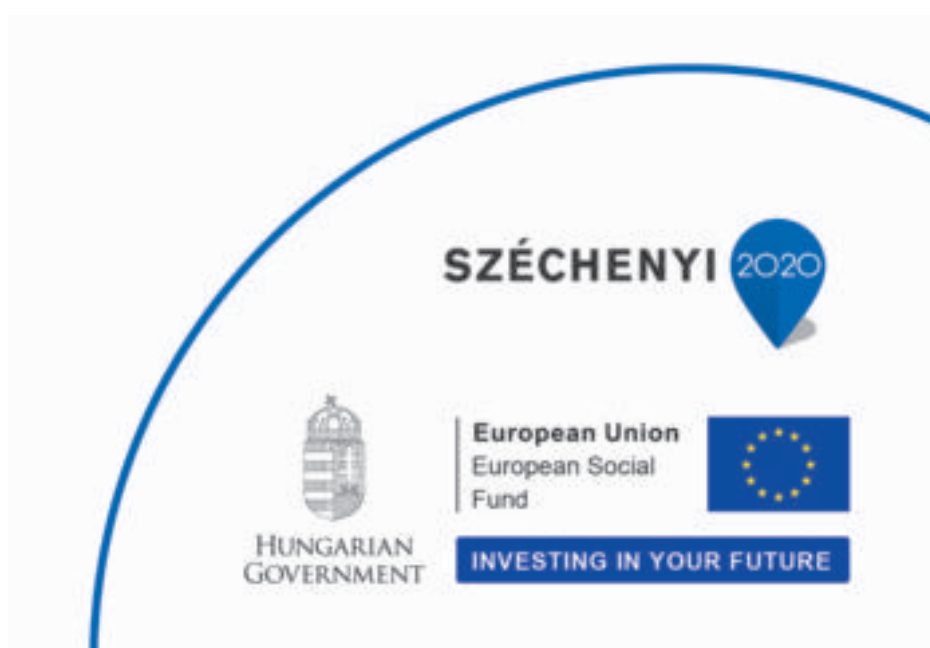 SZÉCHENYI 2020
European Union
European Social
Fund
HUNGARIAN
GOVERNMENT
INVESTING IN YOUR FUTURE